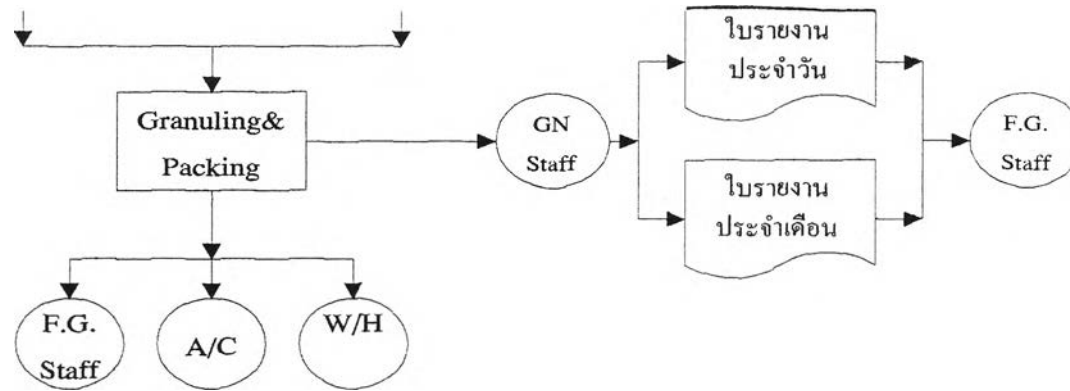 Granuling&
Packing
GN
Staff
ใบรายงาน
ประจำวัน
ใบรายงาน
ประจำเดือน
F.G.
Staff
F.G.
Staff
A/C
W/H